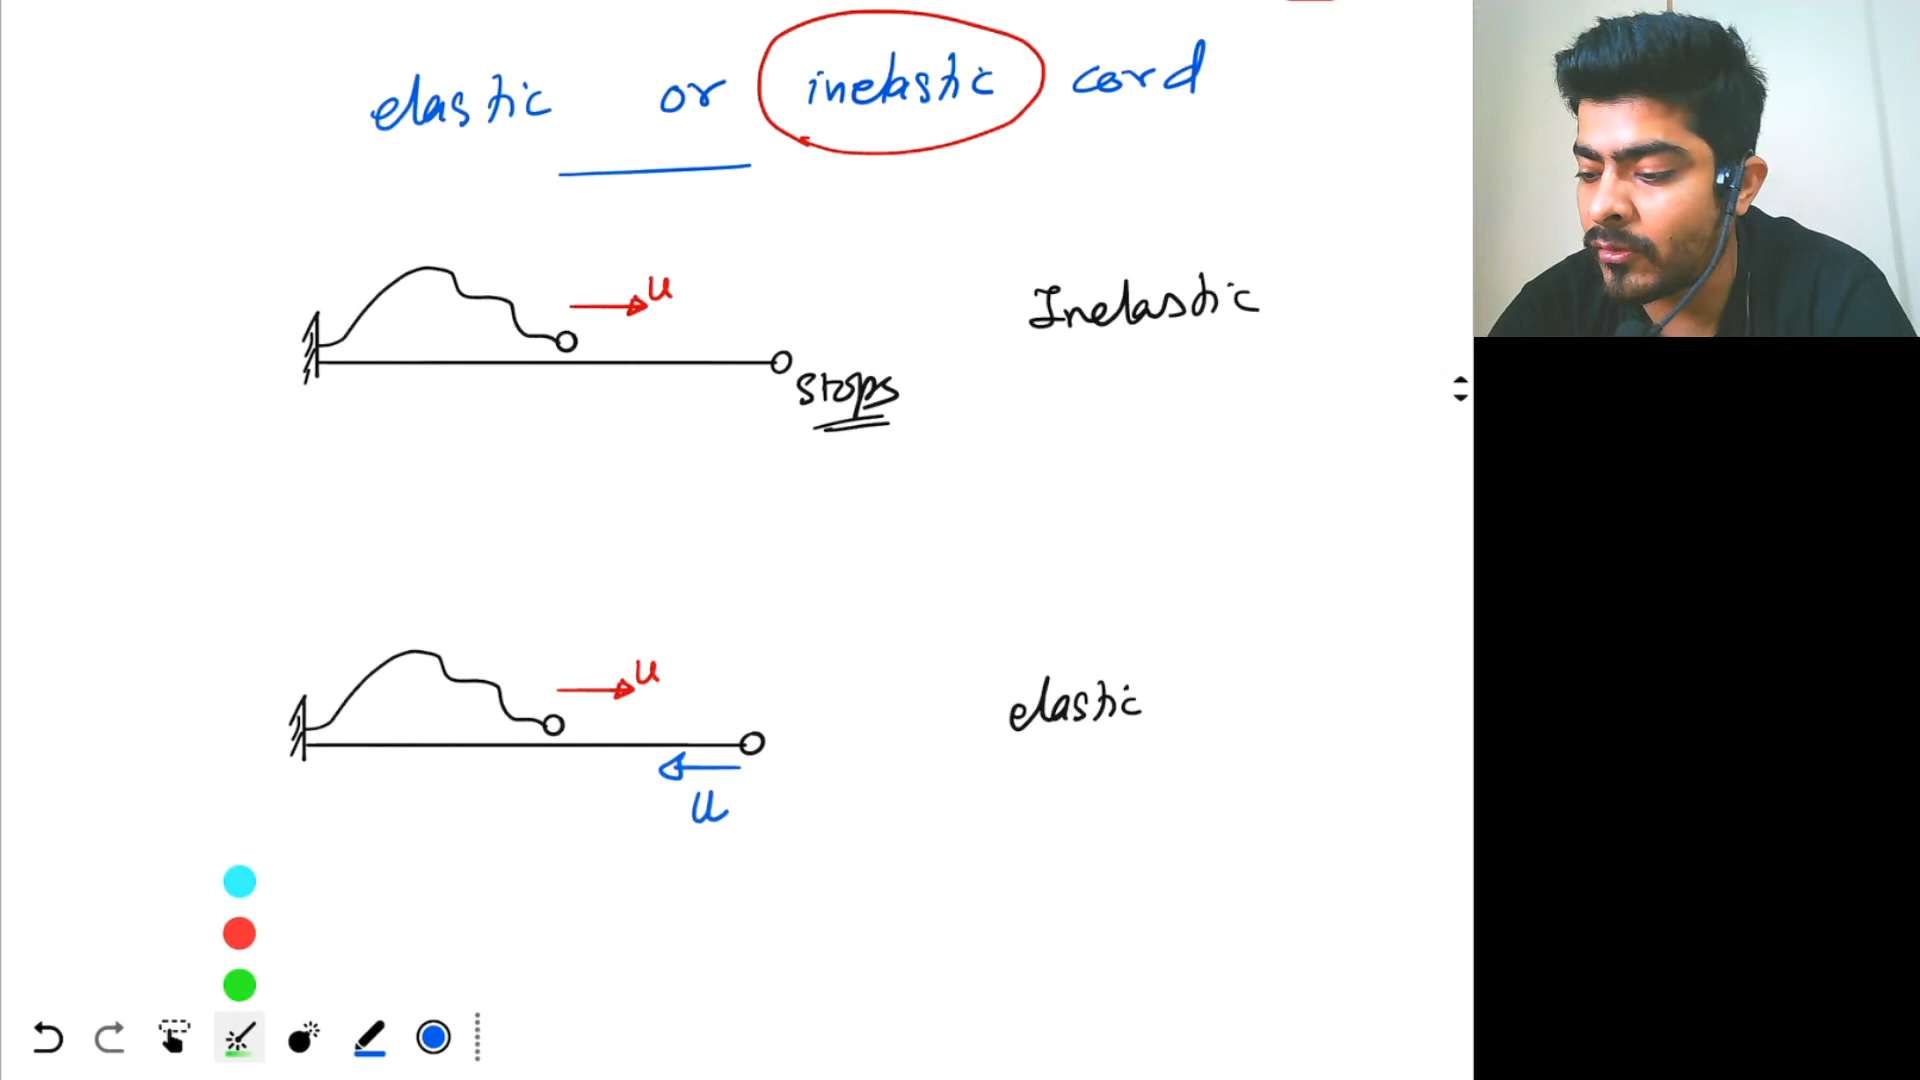 elastic or inelastic cord
u
Inelastic
stops
u
elastic
u